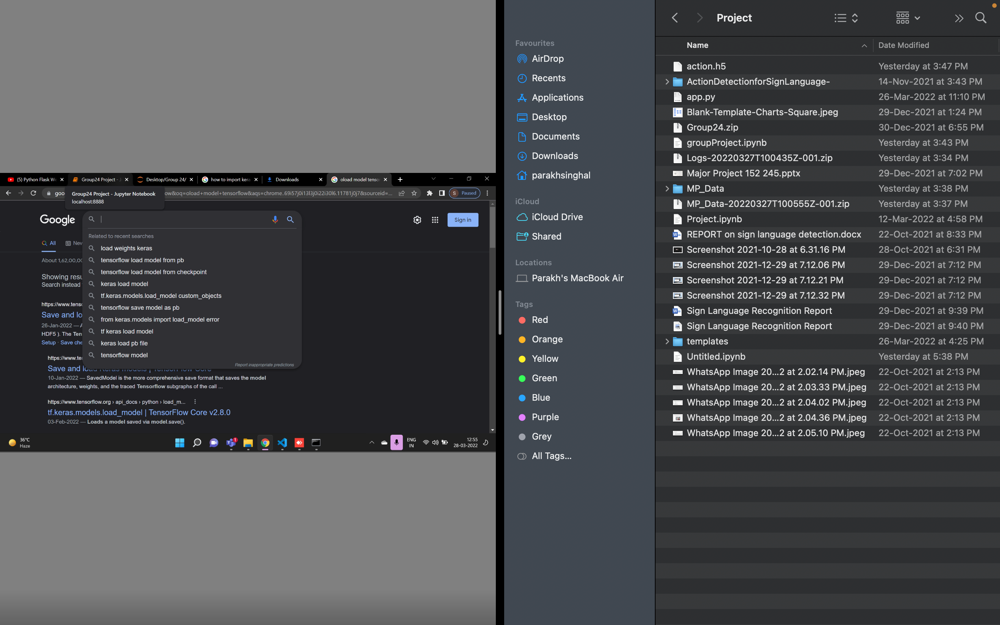 (5) Python Flask We
Group24 Project - J
Desktop/Group 24/
how to import kera
Downloads
oload model tensor
goo
ow&oq=oload+model+tensorflow&aqs=chrome..69i57j0i13l3j0i22i30l6.11781j0j7&sourceid=...
S Paused
Group24 Project - Jupyter Notebook
localhost:8888
Google
Sign in
Related to recent searches
All
New
load weights keras
About 1,62,00,00
tensorflow load model from pb
tensorflow load model from checkpoint
Showing resu
Search instead
keras load model
tf.keras.models.load_model custom_objects
https://www.tenso
tensorflow save model as pb
Save and lo
from keras.models import load_model error
26-Jan-2022 — A
HDF5 ). The Ten
tf keras load model
Setup · Save che
keras load pb file
https://www.te
tensorflow model
Report inappropriate predictions
Save and load Keras models | TensorFlow Core
10-Jan-2022 — SavedModel is the more comprehensive save format that saves the model
architecture, weights, and the traced Tensorflow subgraphs of the call ...
https://www.tensorflow.org › api_docs › python › load_m...
tf.keras.models.load_model | TensorFlow Core v2.8.0
03-Feb-2022 — Loads a model saved via model.save().
36°C
Haze
1
ENG
IN
12:55
28-03-2022
Favourites
AirDrop
Recents
Applications
Desktop
Documents
Downloads
parakhsinghal
iCloud
iCloud Drive
Shared
Locations
Parakh's MacBook Air
Tags
Red
Orange
Yellow
Green
Blue
Purple
Grey
All Tags...
Project
Name Date Modified
action.h5 Yesterday at 3:47 PM
ActionDetectionforSignLanguage- 14-Nov-2021 at 3:43 PM
app.py 26-Mar-2022 at 11:10 PM
Blank-Template-Charts-Square.jpeg 29-Dec-2021 at 1:24 PM
Group24.zip 30-Dec-2021 at 6:55 PM
groupProject.ipynb Yesterday at 3:43 PM
Logs-20220327T100435Z-001.zip Yesterday at 3:34 PM
Major Project 152 245.pptx 29-Dec-2021 at 7:02 PM
MP_Data Yesterday at 3:38 PM
MP_Data-20220327T100555Z-001.zip Yesterday at 3:37 PM
Project.ipynb 12-Mar-2022 at 4:58 PM
REPORT on sign language detection.docx 22-Oct-2021 at 8:33 PM
Screenshot 2021-10-28 at 6.31.16 PM 28-Oct-2021 at 6:31 PM
Screenshot 2021-12-29 at 7.12.06 PM 29-Dec-2021 at 7:12 PM
Screenshot 2021-12-29 at 7.12.21 PM 29-Dec-2021 at 7:12 PM
Screenshot 2021-12-29 at 7.12.32 PM 29-Dec-2021 at 7:12 PM
Sign Language Recognition Report 29-Dec-2021 at 9:39 PM
Sign Language Recognition Report 29-Dec-2021 at 9:40 PM
templates 26-Mar-2022 at 4:25 PM
Untitled.ipynb Yesterday at 5:38 PM
WhatsApp Image 20...2 at 2.02.14 PM.jpeg 22-Oct-2021 at 2:13 PM
WhatsApp Image 20...2 at 2.03.33 PM.jpeg 22-Oct-2021 at 2:13 PM
WhatsApp Image 20...2 at 2.04.02 PM.jpeg 22-Oct-2021 at 2:13 PM
WhatsApp Image 20...2 at 2.04.36 PM.jpeg 22-Oct-2021 at 2:13 PM
WhatsApp Image 20...2 at 2.05.10 PM.jpeg 22-Oct-2021 at 2:13 PM